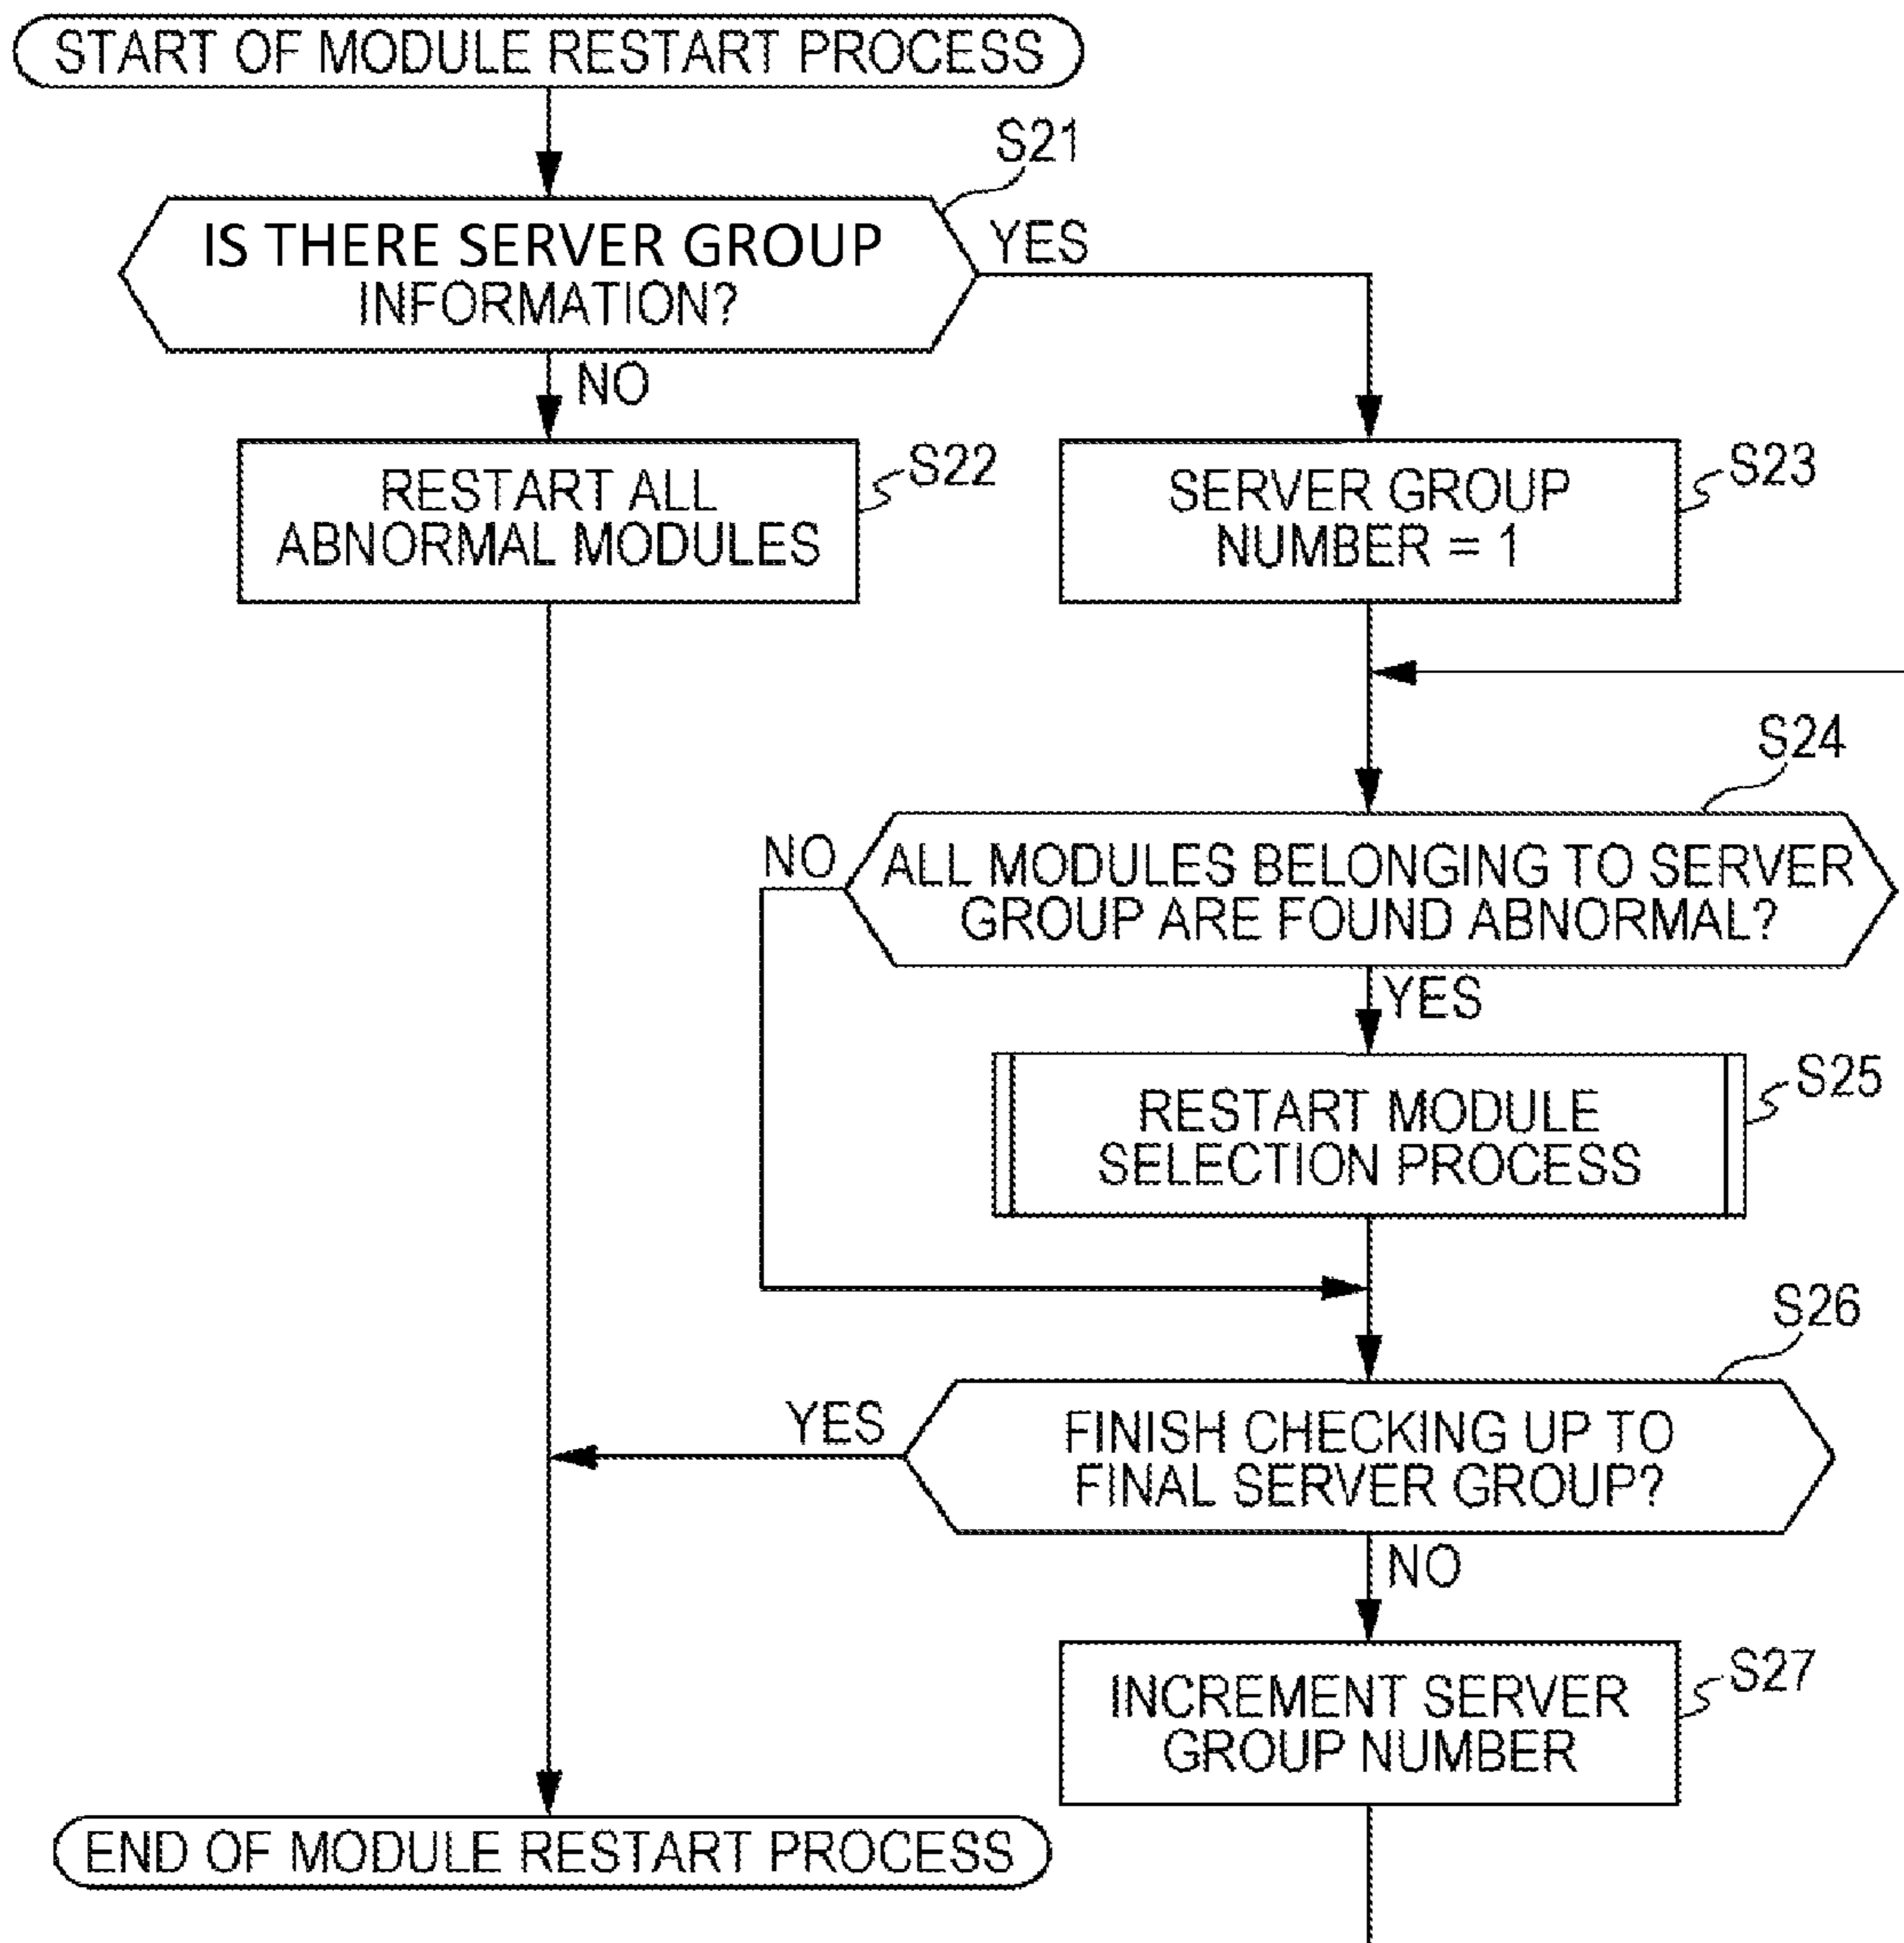 START OF MODULE RESTART PROCESS
S21
IS THERE SERVER GROUP
INFORMATION?
YES
NO
RESTART ALL
ABNORMAL MODULES
S22
SERVER GROUP
NUMBER = 1
S23
S24
NO
ALL MODULES BELONGING TO SERVER
GROUP ARE FOUND ABNORMAL?
YES
RESTART MODULE
SELECTION PROCESS
S25
S26
YES
FINISH CHECKING UP TO
FINAL SERVER GROUP?
NO
INCREMENT SERVER
GROUP NUMBER
S27
END OF MODULE RESTART PROCESS